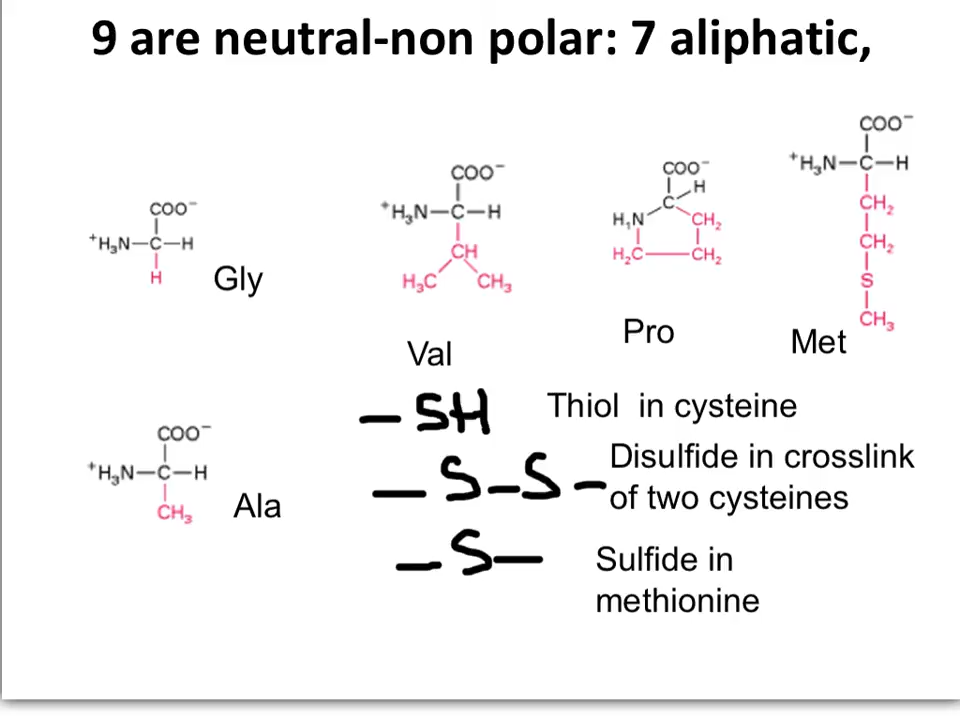 9 are neutral-non polar: 7 aliphatic,
COO⁻
⁺H₃N–C–H
H
Gly
COO⁻
⁺H₃N–C–H
CH
H₃C CH₃
Val
COO⁻
H
C
H₁N CH₂
H₂C CH₂
Pro
COO⁻
⁺H₃N–C–H
CH₂
CH₂
S
CH₃
Met
COO⁻
⁺H₃N–C–H
CH₃
Ala
–SH Thiol in cysteine
–S–S– Disulfide in crosslink
of two cysteines
–S– Sulfide in
methionine